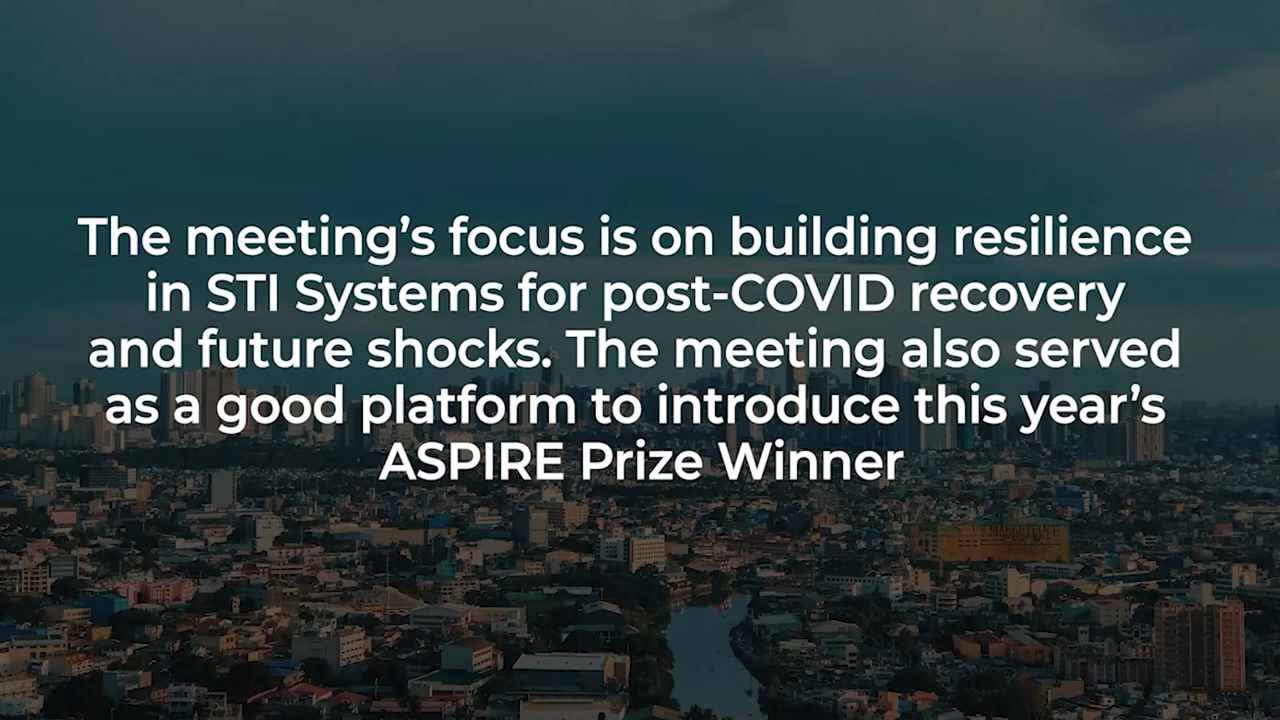 The meeting’s focus is on building resilience
in STI Systems for post-COVID recovery
and future shocks. The meeting also served
as a good platform to introduce this year’s
ASPIRE Prize Winner